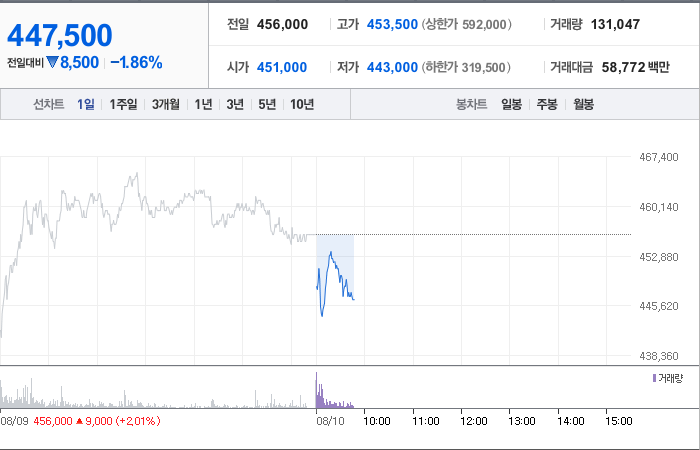 447,500
전일대비 ▼8,500 −1.86%
전일 456,000 고가 453,500 (상한가 592,000) 거래량 131,047
시가 451,000 저가 443,000 (하한가 319,500) 거래대금 58,772 백만
선차트 1일 1주일 3개월 1년 3년 5년 10년 봉차트 일봉 주봉 월봉
467,400
460,140
452,880
445,620
438,360
거래량
08/09 456,000 ▲ 9,000 (+2.01%) 08/10 10:00 11:00 12:00 13:00 14:00 15:00